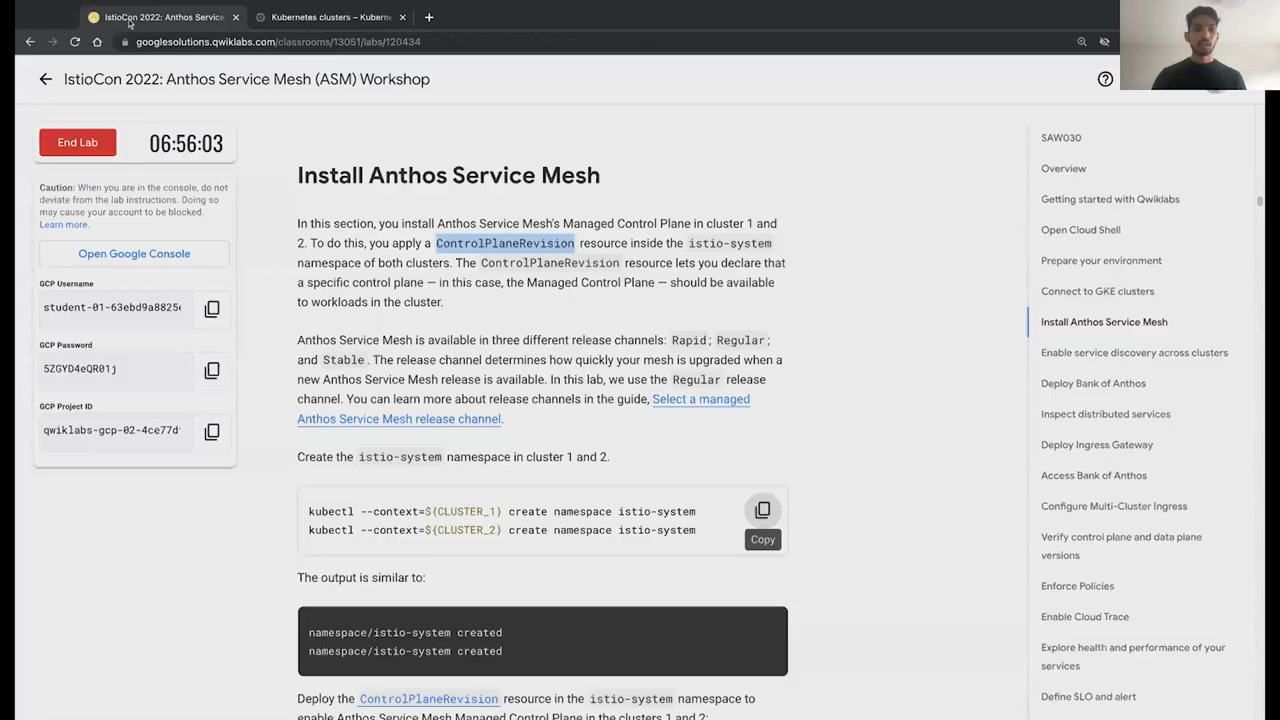 IstioCon 2022: Anthos Service
Kubernetes clusters – Kubern
googlesolutions.qwiklabs.com/classrooms/13051/labs/120434
IstioCon 2022: Anthos Service Mesh (ASM) Workshop
End Lab
06:56:03
Caution: When you are in the console, do not
deviate from the lab instructions. Doing so
may cause your account to be blocked.
Learn more.
Open Google Console
GCP Username
student-01-63ebd9a8825
GCP Password
5ZGYD4eQR01j
GCP Project ID
qwiklabs-gcp-02-4ce77d
Install Anthos Service Mesh
In this section, you install Anthos Service Mesh's Managed Control Plane in cluster 1 and
2. To do this, you apply a ControlPlaneRevision resource inside the istio-system
namespace of both clusters. The ControlPlaneRevision resource lets you declare that
a specific control plane — in this case, the Managed Control Plane — should be available
to workloads in the cluster.
Anthos Service Mesh is available in three different release channels: Rapid; Regular;
and Stable. The release channel determines how quickly your mesh is upgraded when a
new Anthos Service Mesh release is available. In this lab, we use the Regular release
channel. You can learn more about release channels in the guide, Select a managed
Anthos Service Mesh release channel.
Create the istio-system namespace in cluster 1 and 2.
kubectl --context=${CLUSTER_1} create namespace istio-system
kubectl --context=${CLUSTER_2} create namespace istio-system
Copy
The output is similar to:
namespace/istio-system created
namespace/istio-system created
Deploy the ControlPlaneRevision resource in the istio-system namespace to
enable Anthos Service Mesh Managed Control Plane in the clusters 1 and 2:
SAW030
Overview
Getting started with Qwiklabs
Open Cloud Shell
Prepare your environment
Connect to GKE clusters
Install Anthos Service Mesh
Enable service discovery across clusters
Deploy Bank of Anthos
Inspect distributed services
Deploy Ingress Gateway
Access Bank of Anthos
Configure Multi-Cluster Ingress
Verify control plane and data plane
versions
Enforce Policies
Enable Cloud Trace
Explore health and performance of your
services
Define SLO and alert